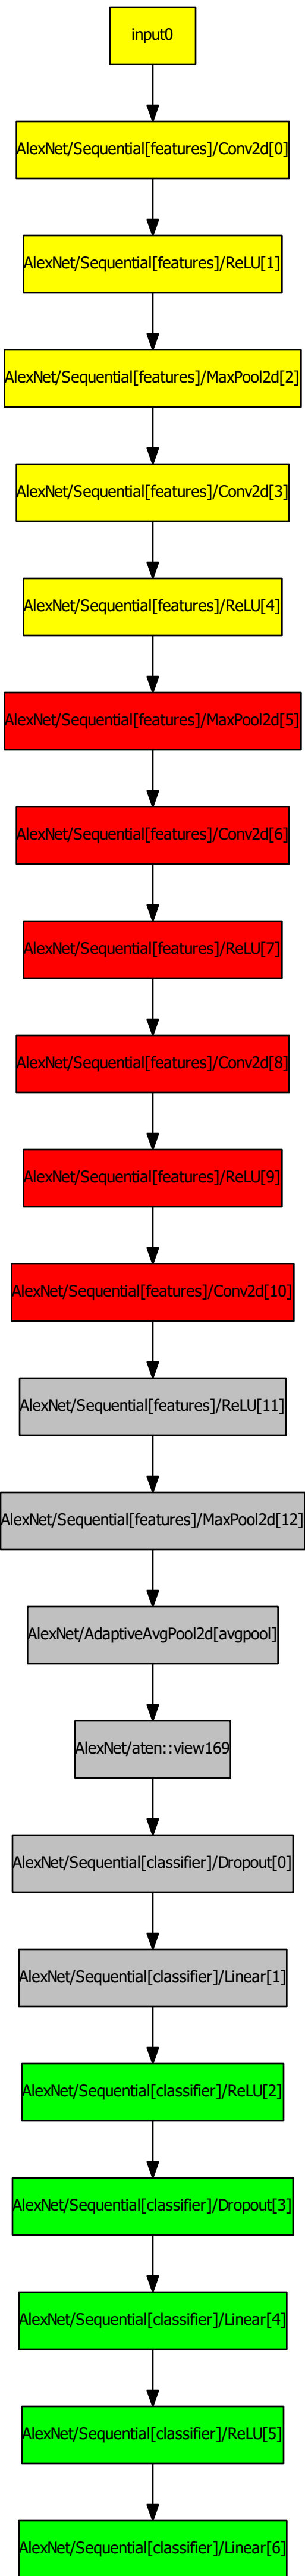 input0
AlexNet/Sequential[features]/Conv2d[0]
AlexNet/Sequential[features]/ReLU[1]
AlexNet/Sequential[features]/MaxPool2d[2]
AlexNet/Sequential[features]/Conv2d[3]
AlexNet/Sequential[features]/ReLU[4]
AlexNet/Sequential[features]/MaxPool2d[5]
AlexNet/Sequential[features]/Conv2d[6]
AlexNet/Sequential[features]/ReLU[7]
AlexNet/Sequential[features]/Conv2d[8]
AlexNet/Sequential[features]/ReLU[9]
AlexNet/Sequential[features]/Conv2d[10]
AlexNet/Sequential[features]/ReLU[11]
AlexNet/Sequential[features]/MaxPool2d[12]
AlexNet/AdaptiveAvgPool2d[avgpool]
AlexNet/aten::view169
AlexNet/Sequential[classifier]/Dropout[0]
AlexNet/Sequential[classifier]/Linear[1]
AlexNet/Sequential[classifier]/ReLU[2]
AlexNet/Sequential[classifier]/Dropout[3]
AlexNet/Sequential[classifier]/Linear[4]
AlexNet/Sequential[classifier]/ReLU[5]
AlexNet/Sequential[classifier]/Linear[6]